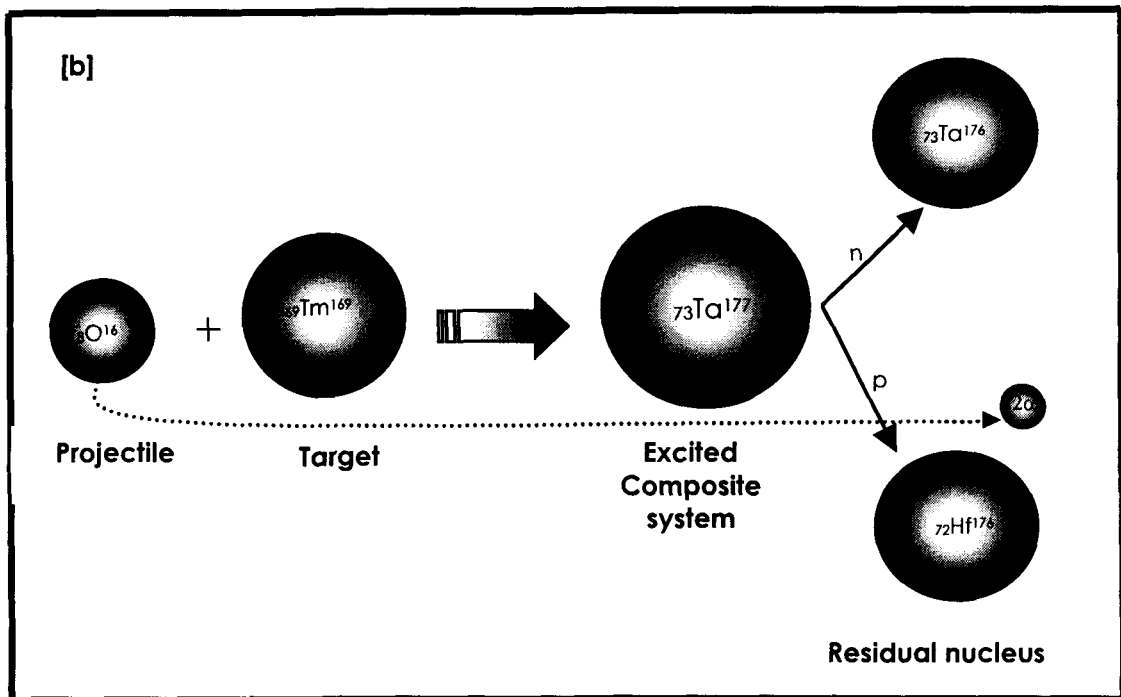 [b]
73Ta176
n
8O16
+
69Tm169
73Ta177
p
2α
Projectile
Target
Excited
Composite
system
72Hf176
Residual nucleus